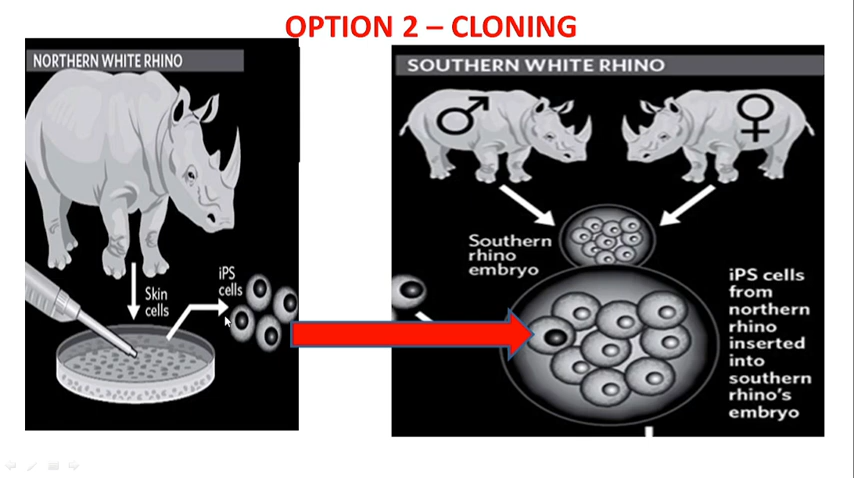 OPTION 2 – CLONING
NORTHERN WHITE RHINO
Skin
cells
iPS
cells
SOUTHERN WHITE RHINO
Southern
rhino
embryo
iPS cells
from
northern
rhino
inserted
into
southern
rhino's
embryo